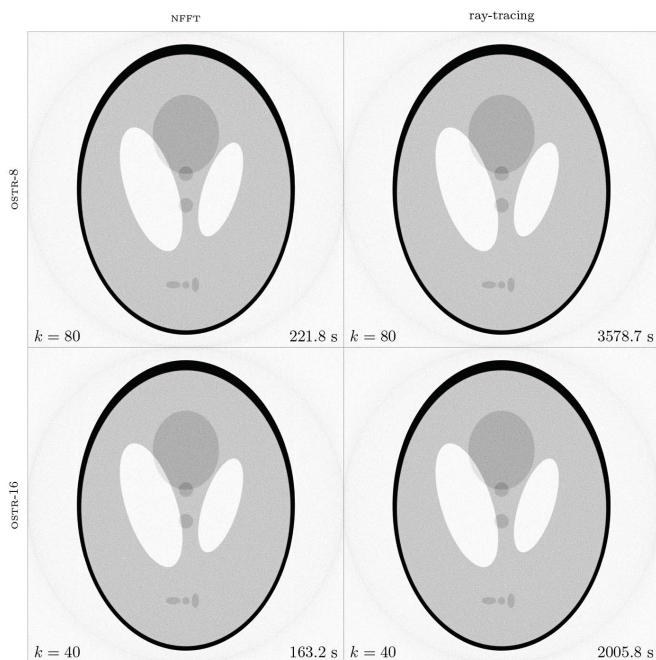 NFFT ray-tracing
OSTR-8
k = 80 221.8 s k = 80 3578.7 s
OSTR-16
k = 40 163.2 s k = 40 2005.8 s